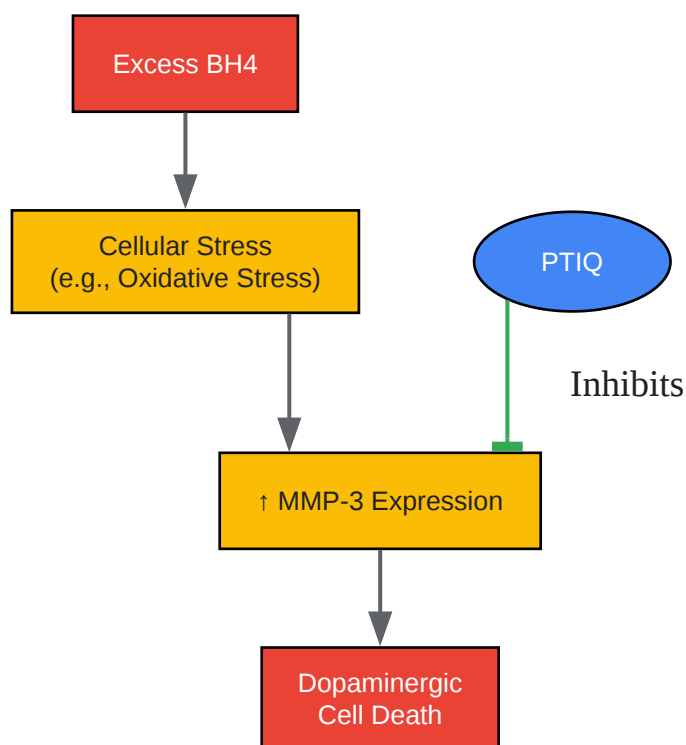 Excess BH4
Cellular Stress
(e.g., Oxidative Stress)
PTIQ
Inhibits
↑ MMP-3 Expression
Dopaminergic
Cell Death